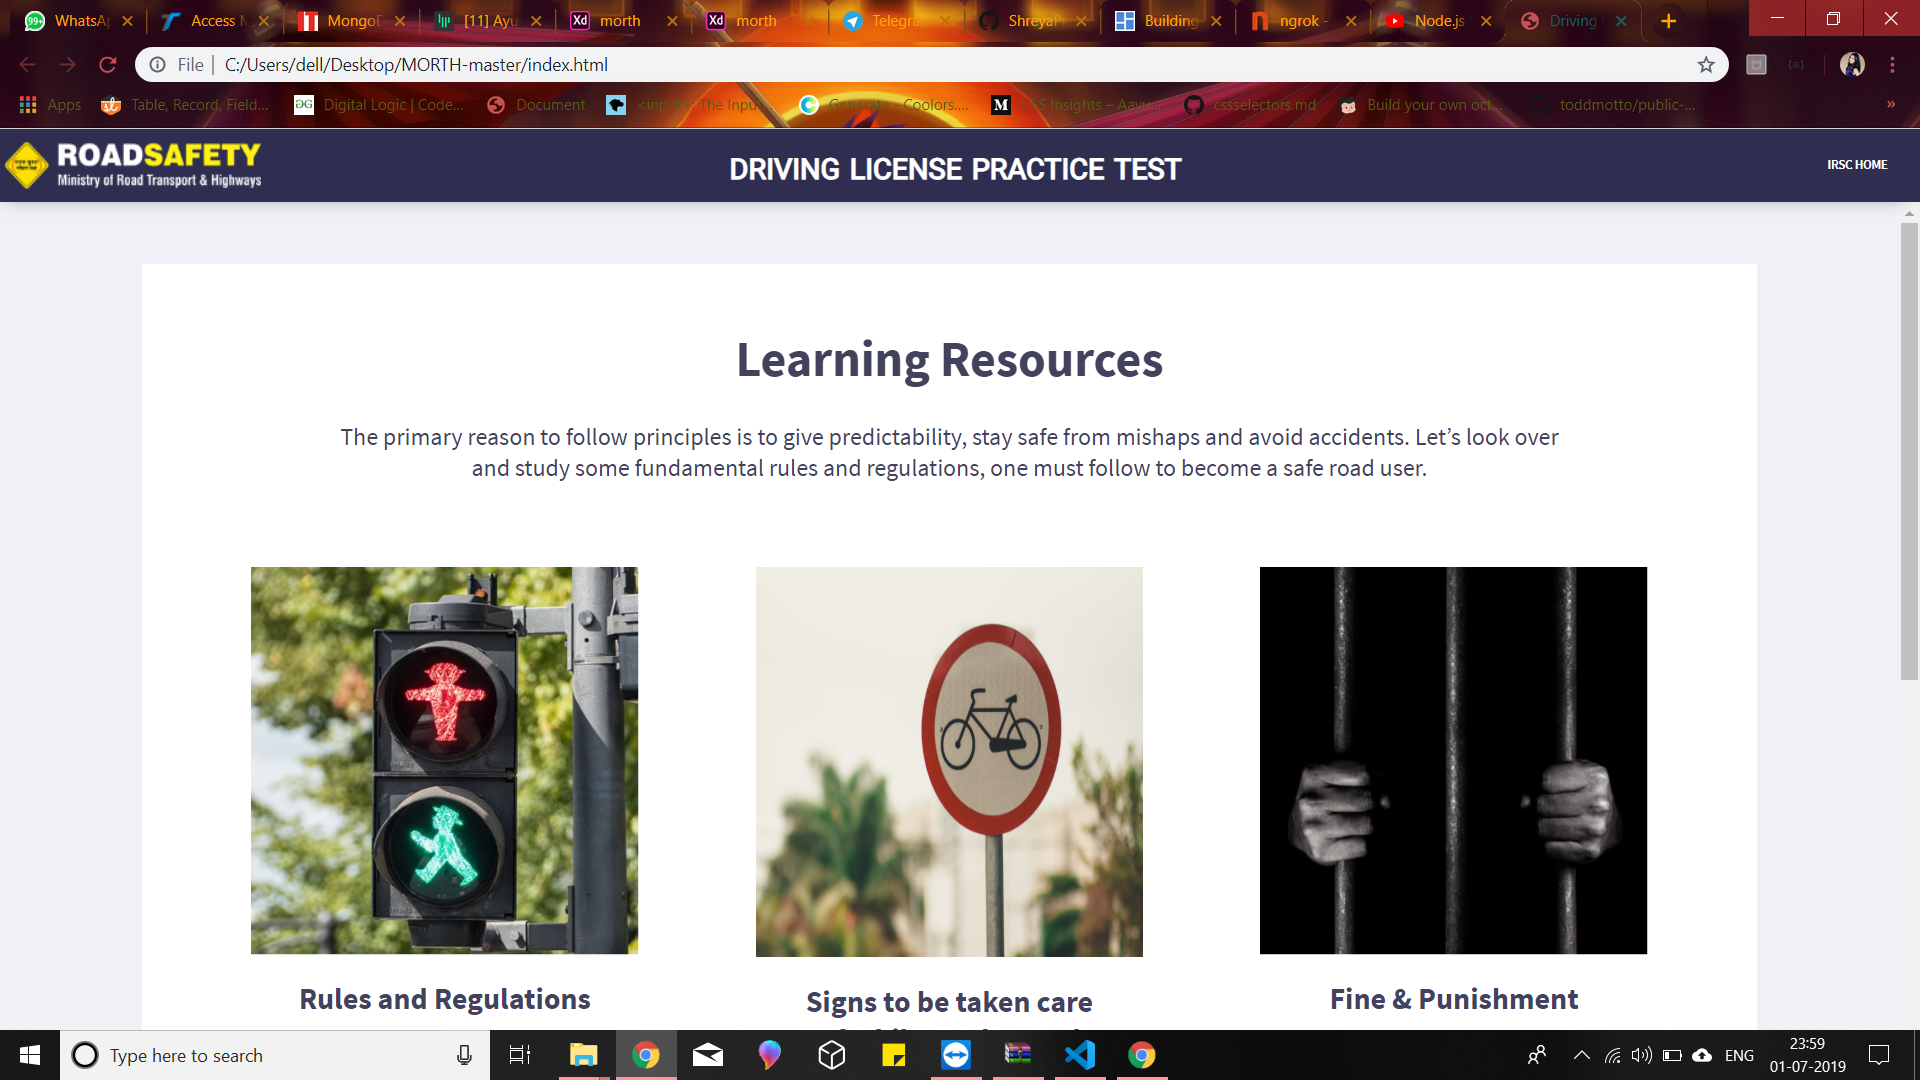 WhatsAp
Access M
MongoD
[11] Ayu
morth
morth
Telegra
ShreyaP
Building
ngrok -
Node.js
Driving
File
C:/Users/dell/Desktop/MORTH-master/index.html
Apps
Table, Record, Field...
Digital Logic | Code...
Document
<input>: The Inpu...
Generate - Coolors....
CSS Insights – Aayu...
cssselectors.md
Build your own oct...
toddmotto/public-...
»
ROADSAFETY
Ministry of Road Transport & Highways
DRIVING LICENSE PRACTICE TEST
IRSC HOME
Learning Resources
The primary reason to follow principles is to give predictability, stay safe from mishaps and avoid accidents. Let’s look over
and study some fundamental rules and regulations, one must follow to become a safe road user.
Rules and Regulations
Signs to be taken care
Fine & Punishment
Type here to search
ENG
23:59
01-07-2019